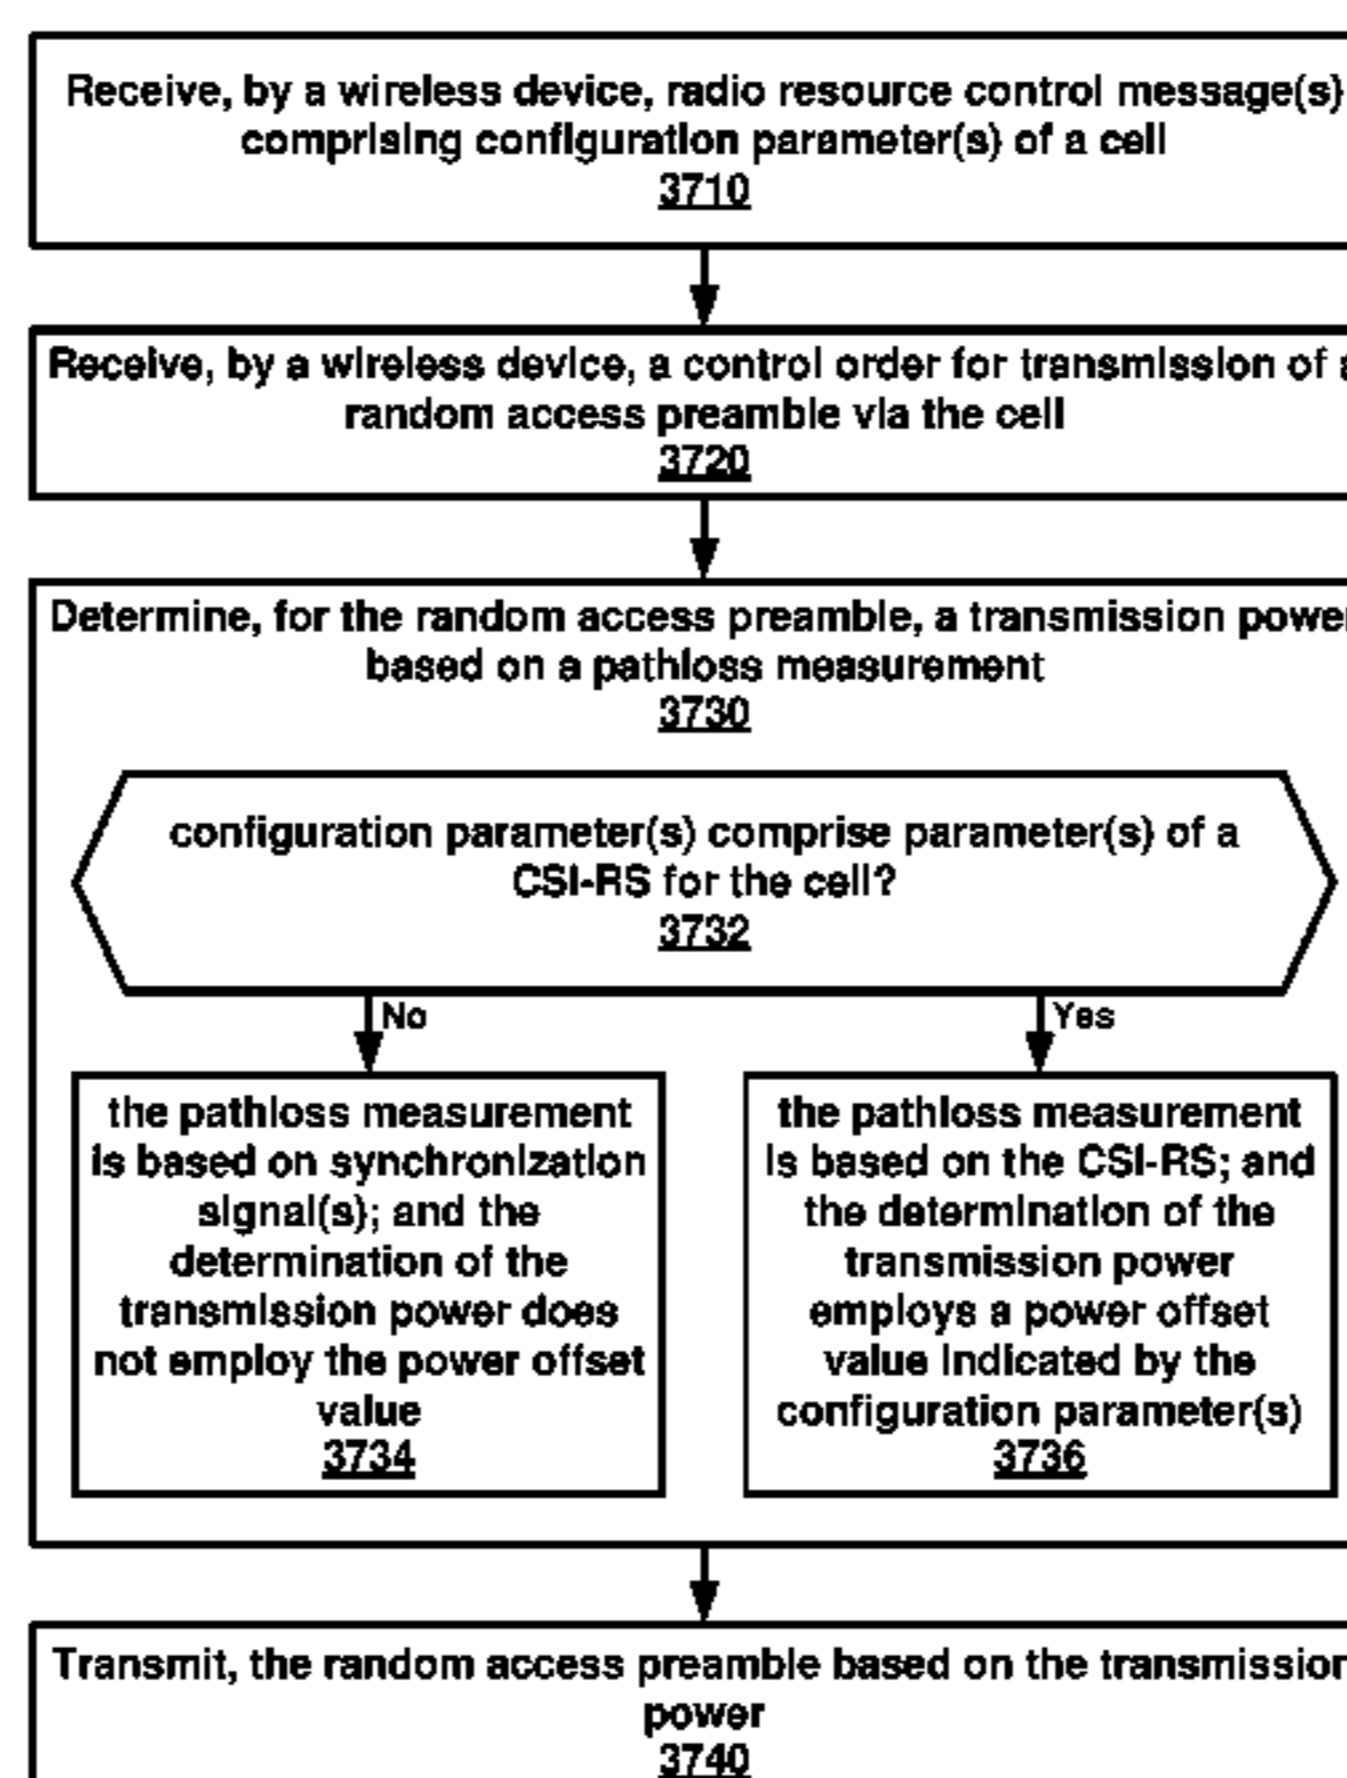 Receive, by a wireless device, radio resource control message(s)
comprising configuration parameter(s) of a cell
3710
Receive, by a wireless device, a control order for transmission of a
random access preamble via the cell
3720
Determine, for the random access preamble, a transmission power
based on a pathloss measurement
3730
configuration parameter(s) comprise parameter(s) of a
CSI-RS for the cell?
3732
No
Yes
the pathloss measurement
is based on synchronization
signal(s); and the
determination of the
transmission power does
not employ the power offset
value
3734
the pathloss measurement
is based on the CSI-RS; and
the determination of the
transmission power
employs a power offset
value indicated by the
configuration parameter(s)
3736
Transmit, the random access preamble based on the transmission
power
3740